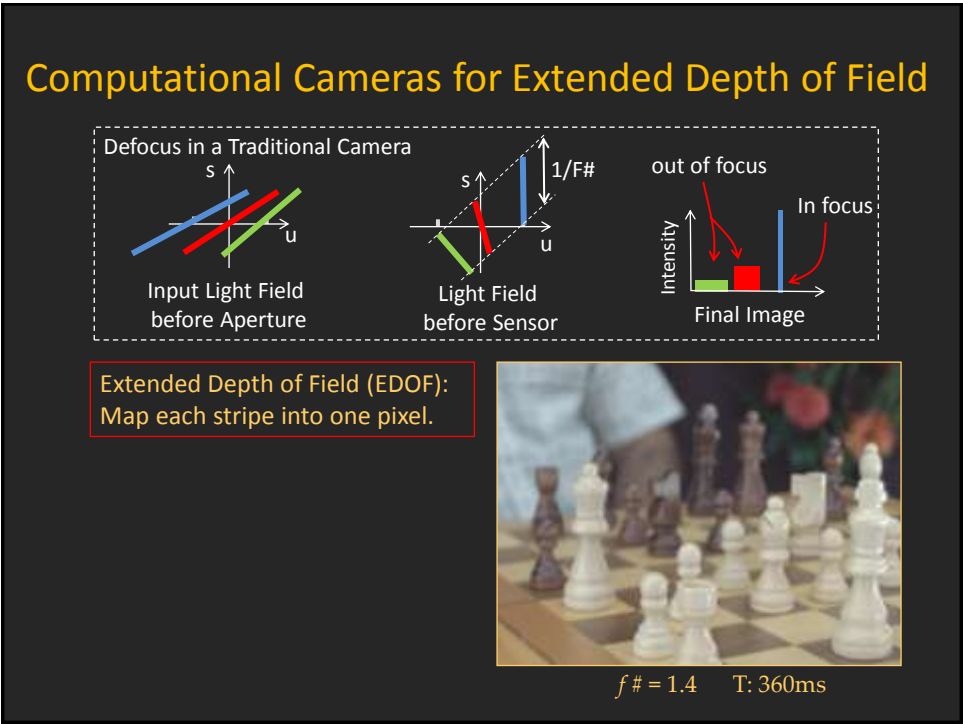 Computational Cameras for Extended Depth of Field
Defocus in a Traditional Camera
s
u
Input Light Field
before Aperture
s
1/F#
u
Light Field
before Sensor
out of focus
In focus
Intensity
Final Image
Extended Depth of Field (EDOF):
Map each stripe into one pixel.
f # = 1.4 T: 360ms